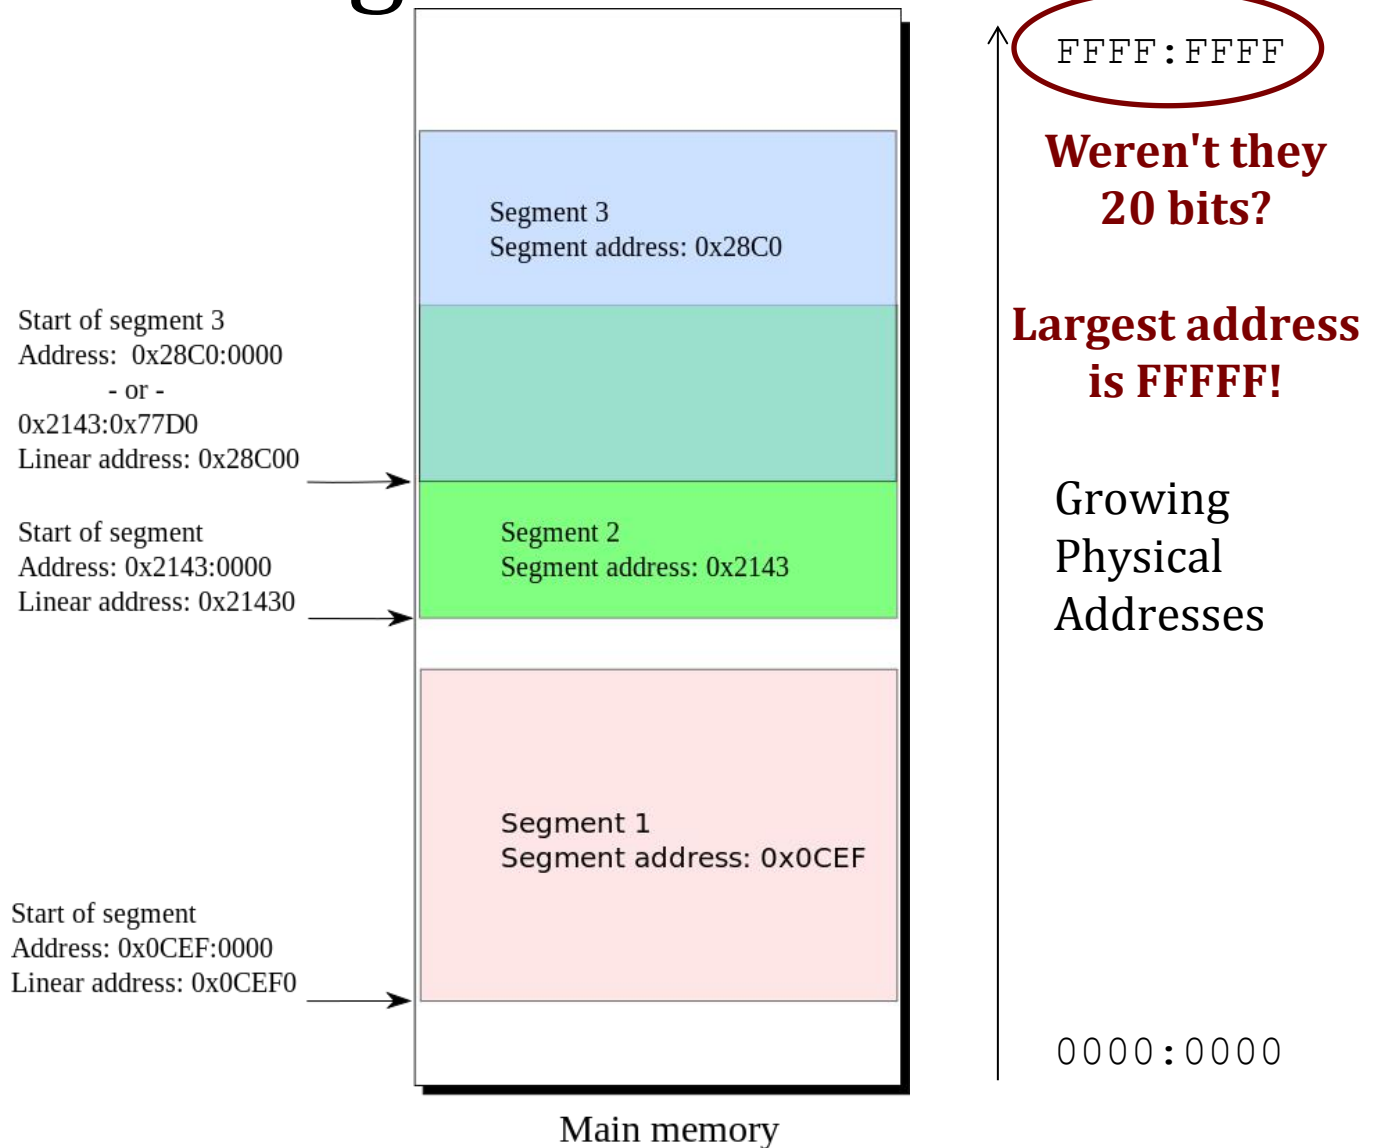 Start of segment 3
Address: 0x28C0:0000
- or -
0x2143:0x77D0
Linear address: 0x28C00
Start of segment
Address: 0x2143:0000
Linear address: 0x21430
Start of segment
Address: 0x0CEF:0000
Linear address: 0x0CEF0
Segment 3
Segment address: 0x28C0
Segment 2
Segment address: 0x2143
Segment 1
Segment address: 0x0CEF
Main memory
FFFF:FFFF
Weren't they
20 bits?
Largest address
is FFFFF!
Growing
Physical
Addresses
0000:0000